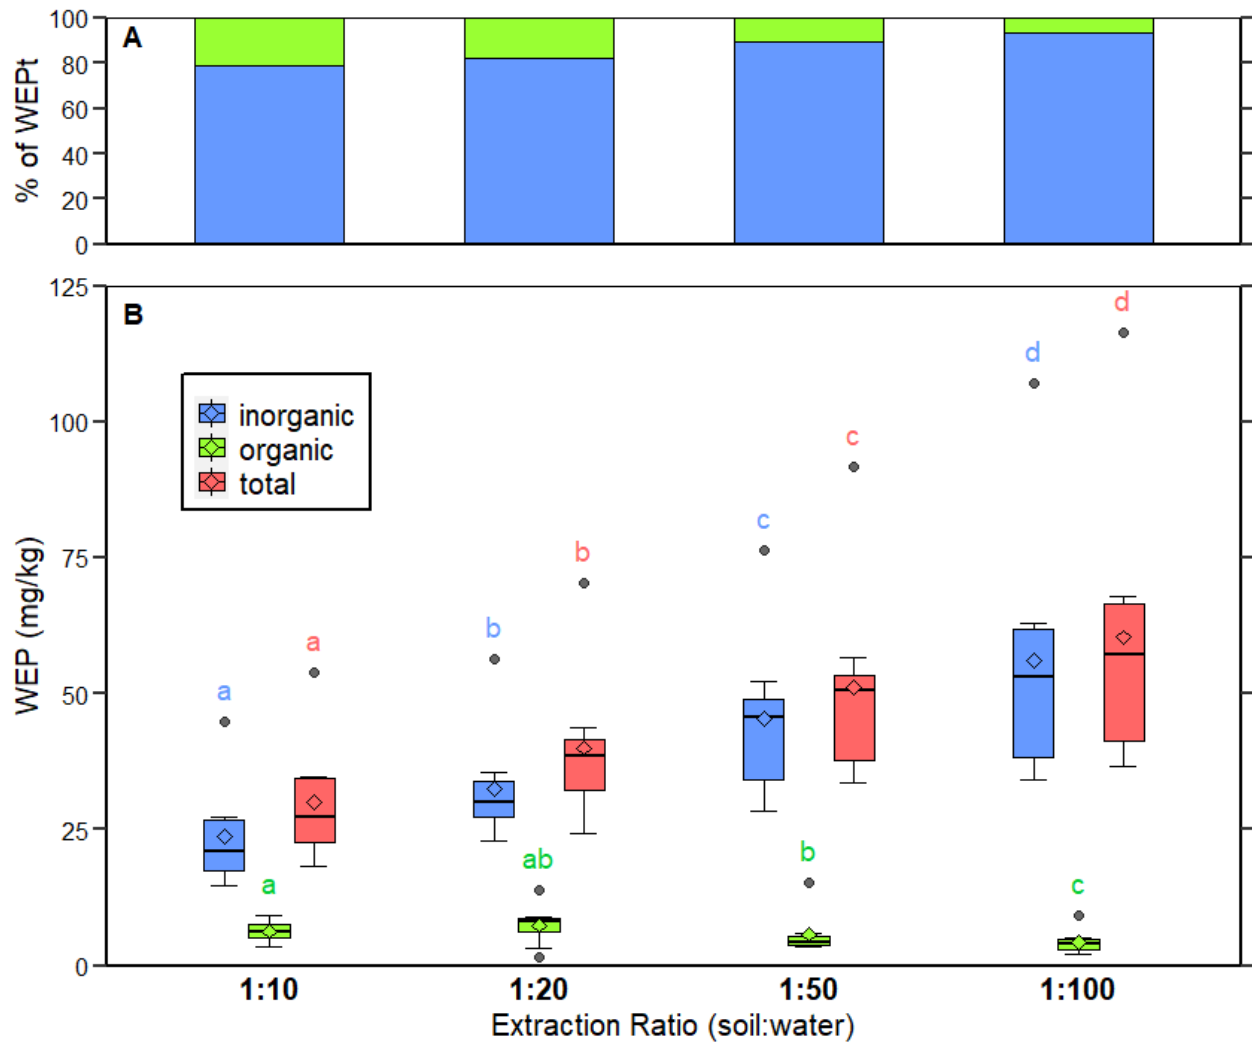 A
% of WEPt
100
80
60
40
20
0
B
WEP (mg/kg)
125
100
75
50
25
0
inorganic
organic
total
a
a
a
b
ab
b
c
b
c
d
c
d
1:10
1:20
1:50
1:100
Extraction Ratio (soil:water)